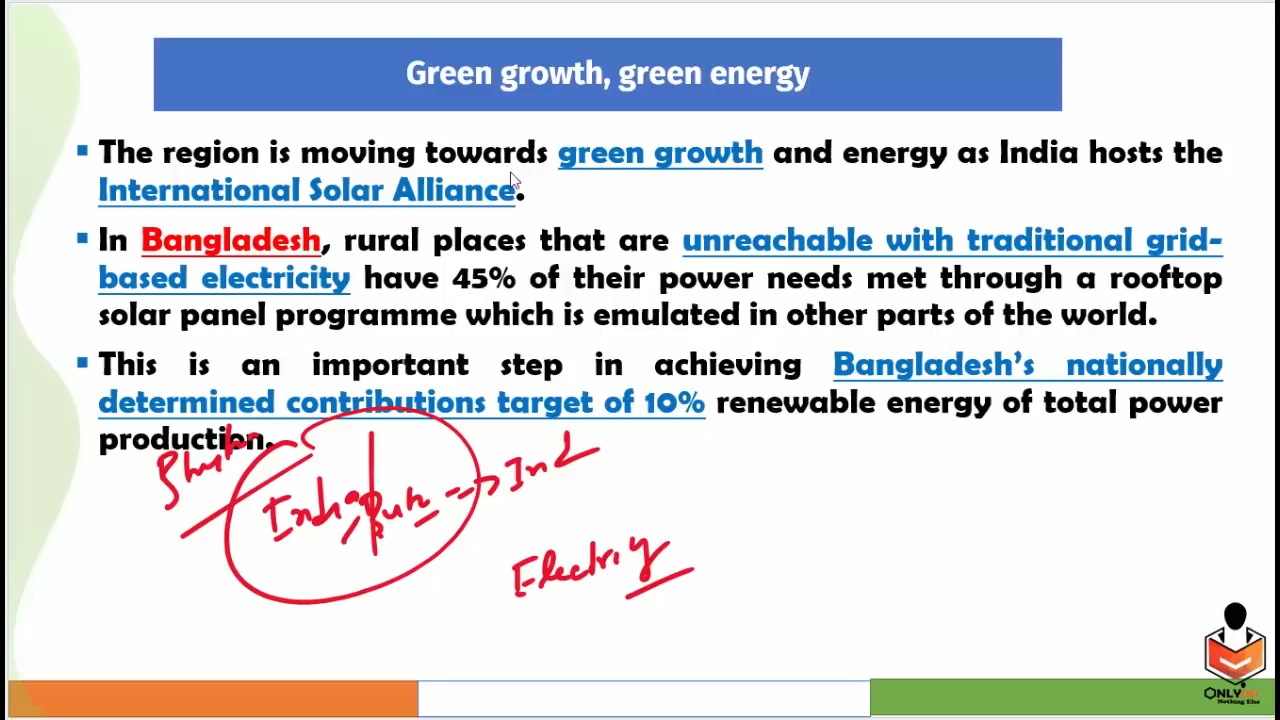 Green growth, green energy
▪ The region is moving towards green growth and energy as India hosts the
International Solar Alliance.
▪ In Bangladesh, rural places that are unreachable with traditional grid-
based electricity have 45% of their power needs met through a rooftop
solar panel programme which is emulated in other parts of the world.
▪ This is an important step in achieving Bangladesh’s nationally
determined contributions target of 10% renewable energy of total power
production.
Ind
ONLY
Nothing Else